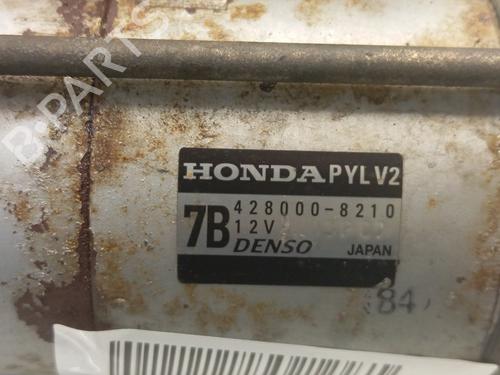 B-PARTS
HONDA PYL V2
7B 428000-8210
12V
DENSO JAPAN
84